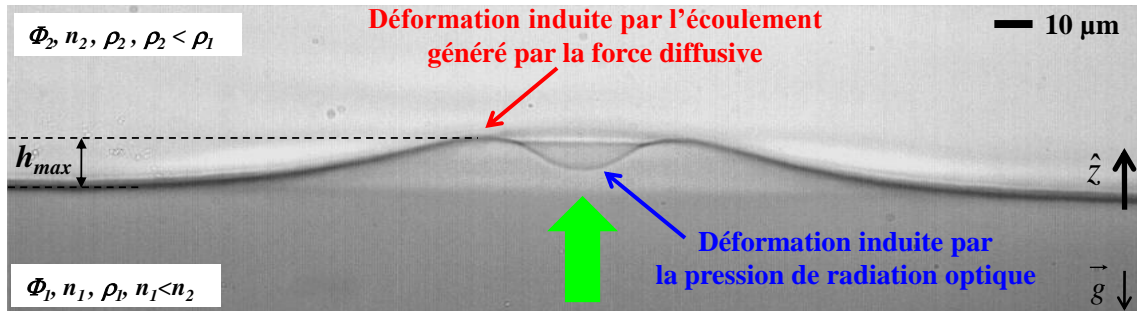 Φ2, n2 , ρ2 , ρ2 < ρ1
Déformation induite par l’écoulement
généré par la force diffusive
10 µm
hmax
ẑ
Déformation induite par
la pression de radiation optique
Φ1, n1 , ρ1, n1<n2
g⃗